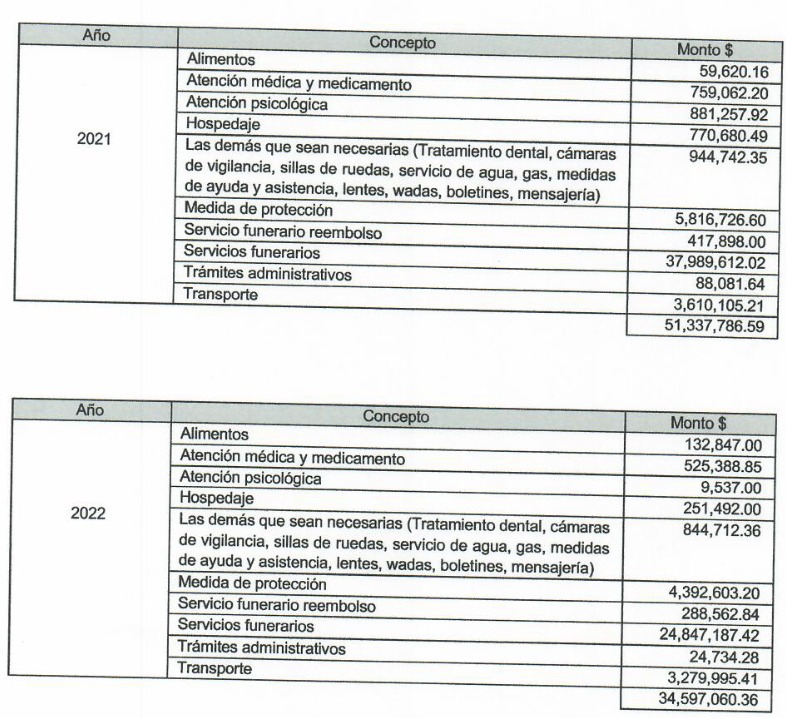 Año Concepto Monto $
Alimentos 59,620.16
Atención médica y medicamento 759,062.20
Atención psicológica 881,257.92
Hospedaje 770,680.49
2021 Las demás que sean necesarias (Tratamiento dental, cámaras 944,742.35
de vigilancia, sillas de ruedas, servicio de agua, gas, medidas
de ayuda y asistencia, lentes, wadas, boletines, mensajería)
Medida de protección 5,816,726.60
Servicio funerario reembolso 417,898.00
Servicios funerarios 37,989,612.02
Trámites administrativos 88,081.64
Transporte 3,610,105.21
51,337,786.59
Año Concepto Monto $
Alimentos 132,847.00
Atención médica y medicamento 525,388.85
Atención psicológica 9,537.00
Hospedaje 251,492.00
2022 Las demás que sean necesarias (Tratamiento dental, cámaras 844,712.36
de vigilancia, sillas de ruedas, servicio de agua, gas, medidas
de ayuda y asistencia, lentes, wadas, boletines, mensajería)
Medida de protección 4,392,603.20
Servicio funerario reembolso 288,562.84
Servicios funerarios 24,847,187.42
Trámites administrativos 24,734.28
Transporte 3,279,995.41
34,597,060.36